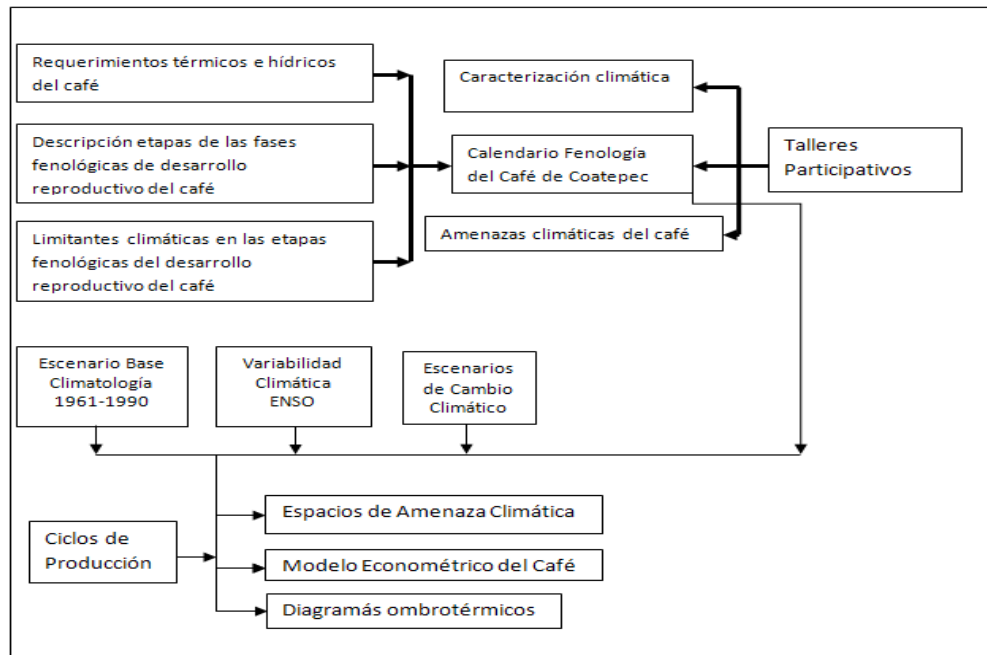 Requerimientos térmicos e hídricos
del café
Caracterización climática
Descripción etapas de las fases
fenológicas de desarrollo
reproductivo del café
Calendario Fenología
del Café de Coatepec
Talleres
Participativos
Limitantes climáticas en las etapas
fenológicas del desarrollo
reproductivo del café
Amenazas climáticas del café
Escenario Base
Climatología
1961-1990
Variabilidad
Climática
ENSO
Escenarios
de Cambio
Climático
Ciclos de
Producción
Espacios de Amenaza Climática
Modelo Econométrico del Café
Diagramás ombrotérmicos